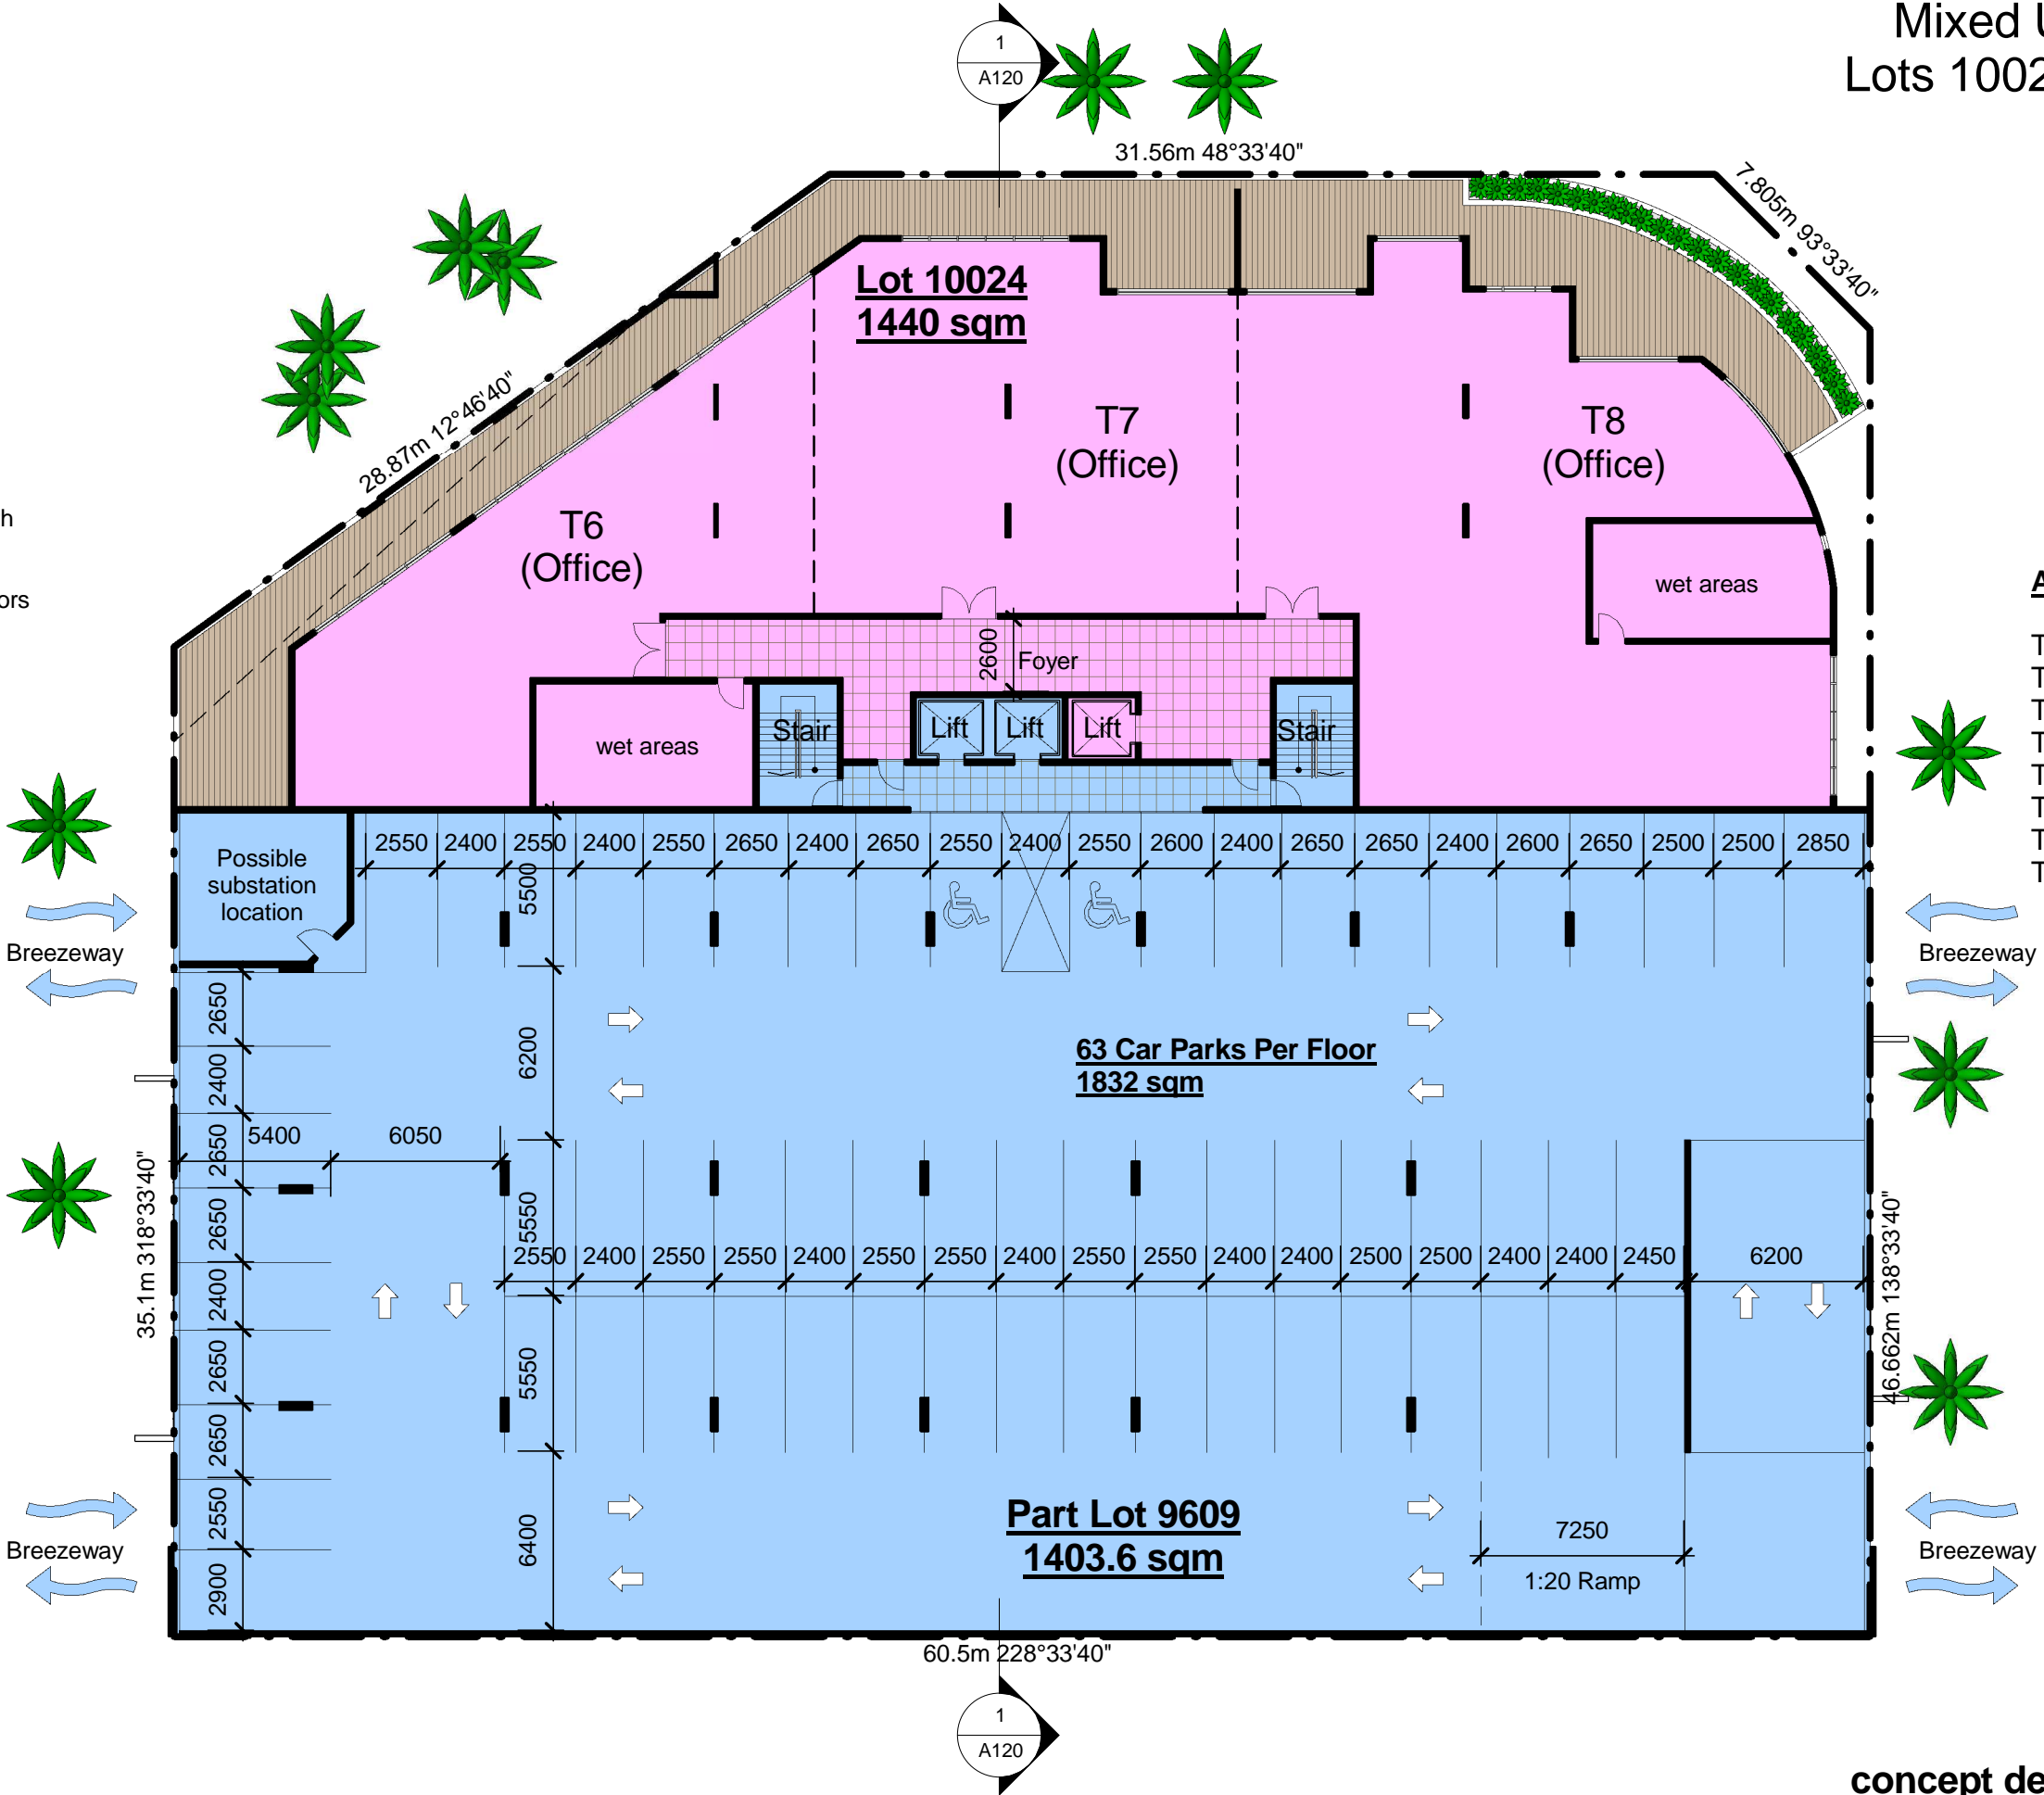 Mixed U
Lots 1002
1
A120
31.56m 48°33'40"
7.805m 93°33'40"
28.87m 12°46'40"
Lot 10024
1440 sqm
T7
(Office)
T8
(Office)
T6
(Office)
h
ors
wet areas
A
T
T
T
T
T
T
T
T
2600
Foyer
Stair
Lift
Lift
Lift
Stair
wet areas
2550 2400 2550 2400 2550 2650 2400 2650 2550 2400 2550 2600 2400 2650 2650 2400 2600 2650 2500 2500 2850
Possible
substation
location
5500
Breezeway
Breezeway
2650
2400
2650
2650
2400
2650
2650
2550
2900
6200
63 Car Parks Per Floor
1832 sqm
5400 6050
5550
35.1m 318°33'40"
46.662m 138°33'40"
2550 2400 2550 2550 2400 2550 2550 2400 2550 2550 2400 2400 2500 2500 2400 2400 2450 6200
5550
6400
Part Lot 9609
1403.6 sqm
7250
1:20 Ramp
Breezeway
Breezeway
60.5m 228°33'40"
1
A120
concept de